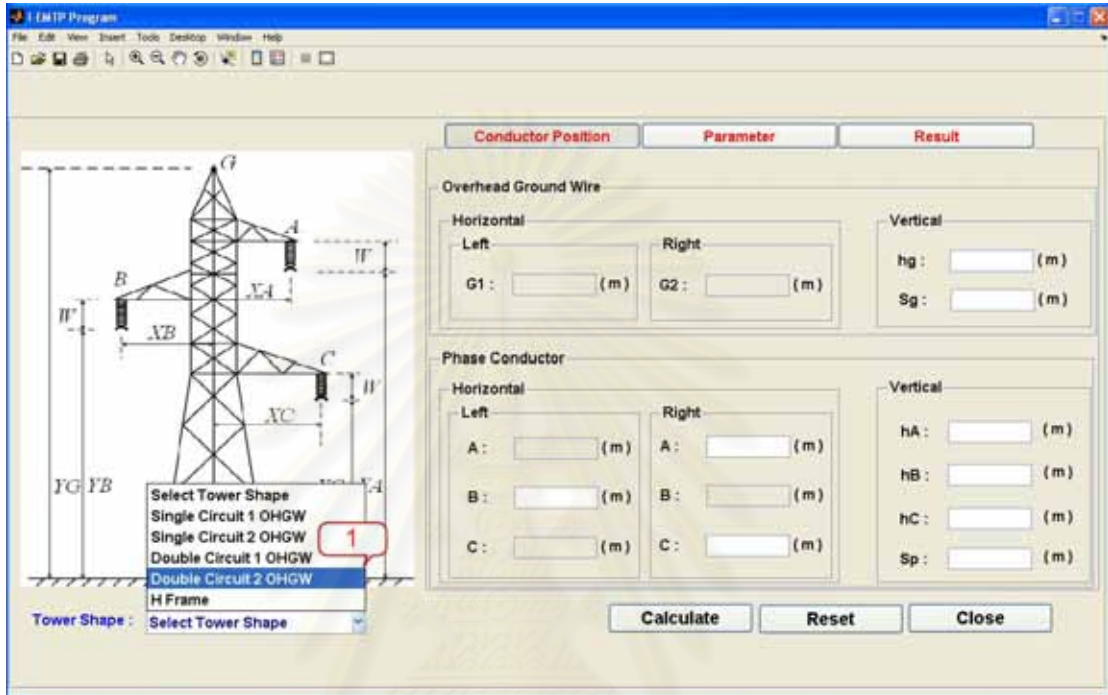 I-EMTP Program
File Edit View Insert Tools Desktop Window Help
Conductor Position Parameter Result
G
A
W
B
XA
W
XB
C
W
XC
YG YB YC YA
Overhead Ground Wire
Horizontal
Left
G1 : (m)
Right
G2 : (m)
Vertical
hg : (m)
Sg : (m)
Phase Conductor
Horizontal
Left
A : (m)
B : (m)
C : (m)
Right
A : (m)
B : (m)
C : (m)
Vertical
hA : (m)
hB : (m)
hC : (m)
Sp : (m)
Select Tower Shape
Single Circuit 1 OHGW
Single Circuit 2 OHGW
Double Circuit 1 OHGW
Double Circuit 2 OHGW
H Frame
1
Tower Shape : Select Tower Shape
Calculate Reset Close